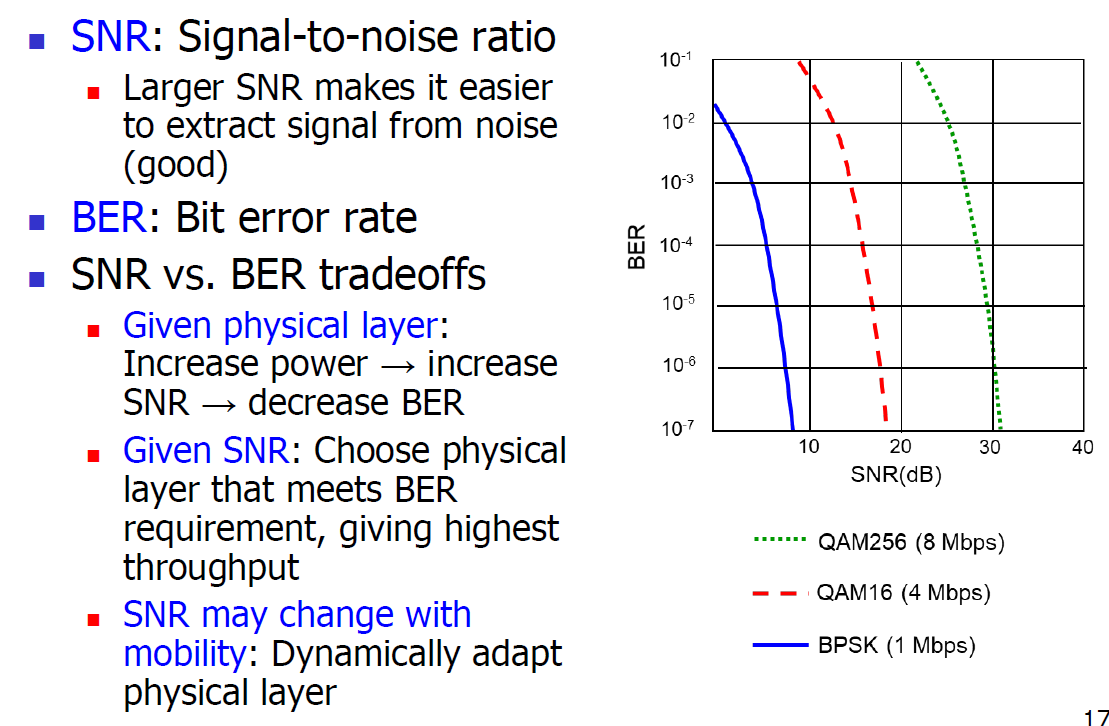 SNR: Signal-to-noise ratio
Larger SNR makes it easier
to extract signal from noise
(good)
BER: Bit error rate
SNR vs. BER tradeoffs
Given physical layer:
Increase power → increase
SNR → decrease BER
Given SNR: Choose physical
layer that meets BER
requirement, giving highest
throughput
SNR may change with
mobility: Dynamically adapt
physical layer
10-1
10-2
10-3
10-4
10-5
10-6
10-7
BER
10 20 30 40
SNR(dB)
QAM256 (8 Mbps)
QAM16 (4 Mbps)
BPSK (1 Mbps)
17